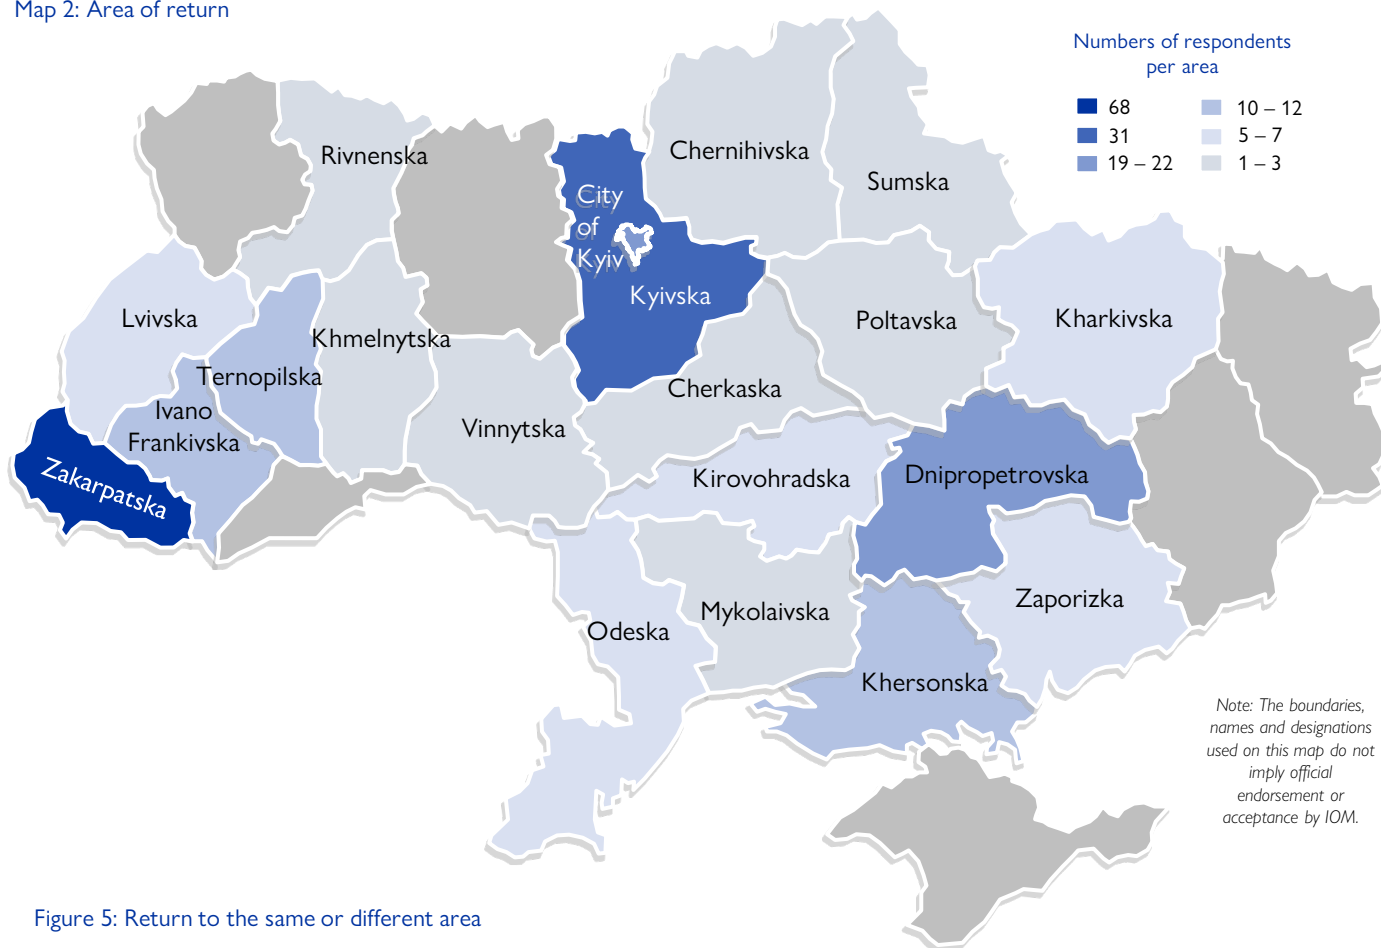 Map 2: Area of return
Numbers of respondents
per area
68
31
19 – 22
10 – 12
5 – 7
1 – 3
Rivnenska
Chernihivska
Sumska
City
of
Kyiv
Kyivska
Lvivska
Khmelnytska
Poltavska
Kharkivska
Ternopilska
Cherkaska
Ivano
Frankivska
Vinnytska
Zakarpatska
Kirovohradska
Dnipropetrovska
Odeska
Mykolaivska
Zaporizka
Khersonska
Note: The boundaries,
names and designations
used on this map do not
imply official
endorsement or
acceptance by IOM.
Figure 5: Return to the same or different area